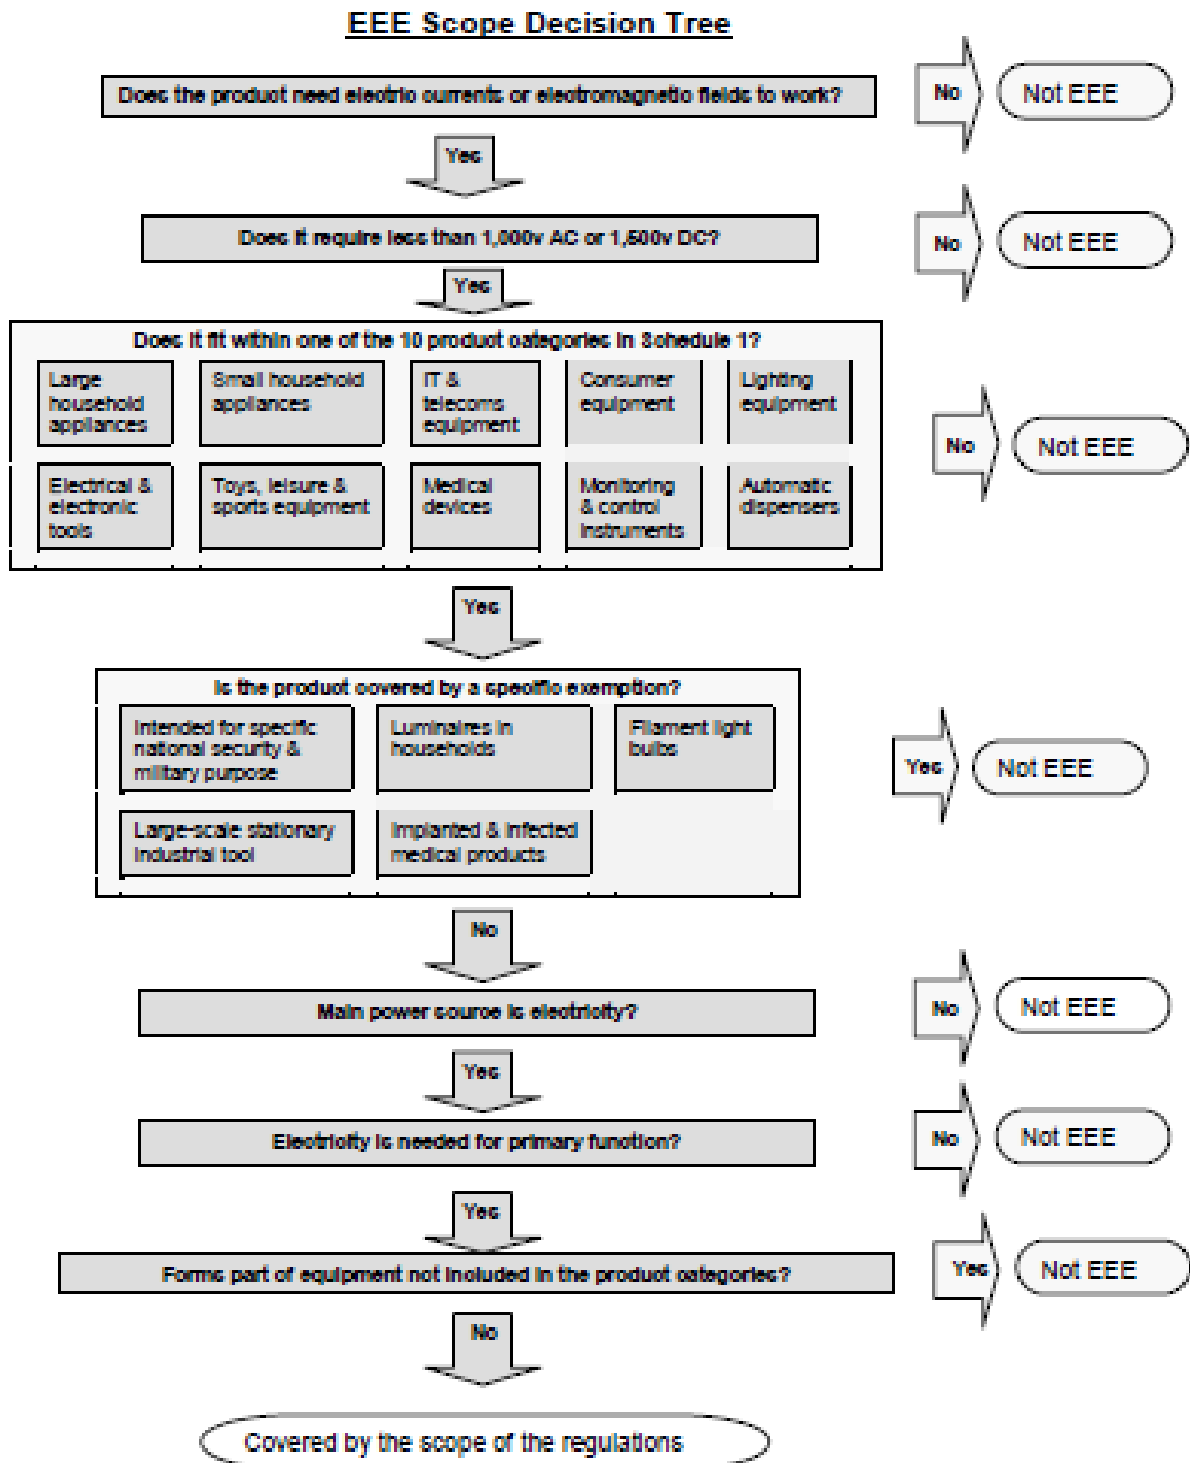 EEE Scope Decision Tree
Does the product need electric currents or electromagnetic fields to work?
No
Not EEE
Yes
Does it require less than 1,000v AC or 1,500v DC?
No
Not EEE
Yes
Does it fit within one of the 10 product categories in Schedule 1?
Large
household
appliances
Small household
appliances
IT &
telecoms
equipment
Consumer
equipment
Lighting
equipment
No
Not EEE
Electrical &
electronic
tools
Toys, leisure &
sports equipment
Medical
devices
Monitoring
& control
instruments
Automatic
dispensers
Yes
Is the product covered by a specific exemption?
Intended for specific
national security &
military purpose
Luminaires in
households
Filament light
bulbs
Yes
Not EEE
Large-scale stationary
industrial tool
Implanted & infected
medical products
No
Main power source is electricity?
No
Not EEE
Yes
Electricity is needed for primary function?
No
Not EEE
Yes
Forms part of equipment not included in the product categories?
Yes
Not EEE
No
Covered by the scope of the regulations